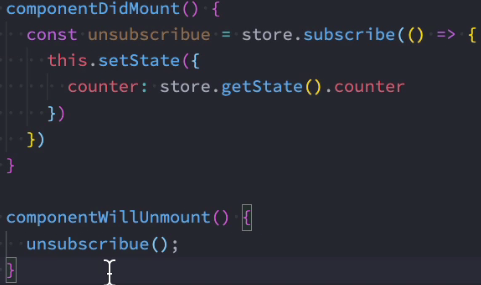 componentDidMount() {
const unsubscribue = store.subscribe(() => {
this.setState({
counter: store.getState().counter
})
})
}
componentWillUnmount() {
unsubscribue();
}